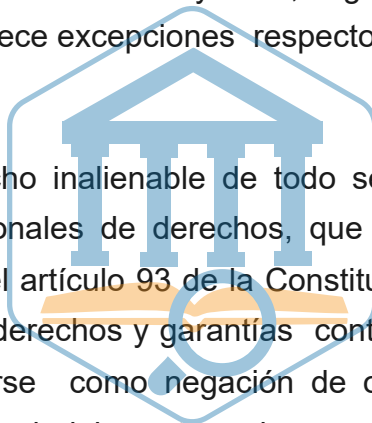 ece excepciones respecto
ho inalienable de todo s
onales de derechos, que
artículo 93 de la Constitu
derechos y garantías cont
rse como negación de